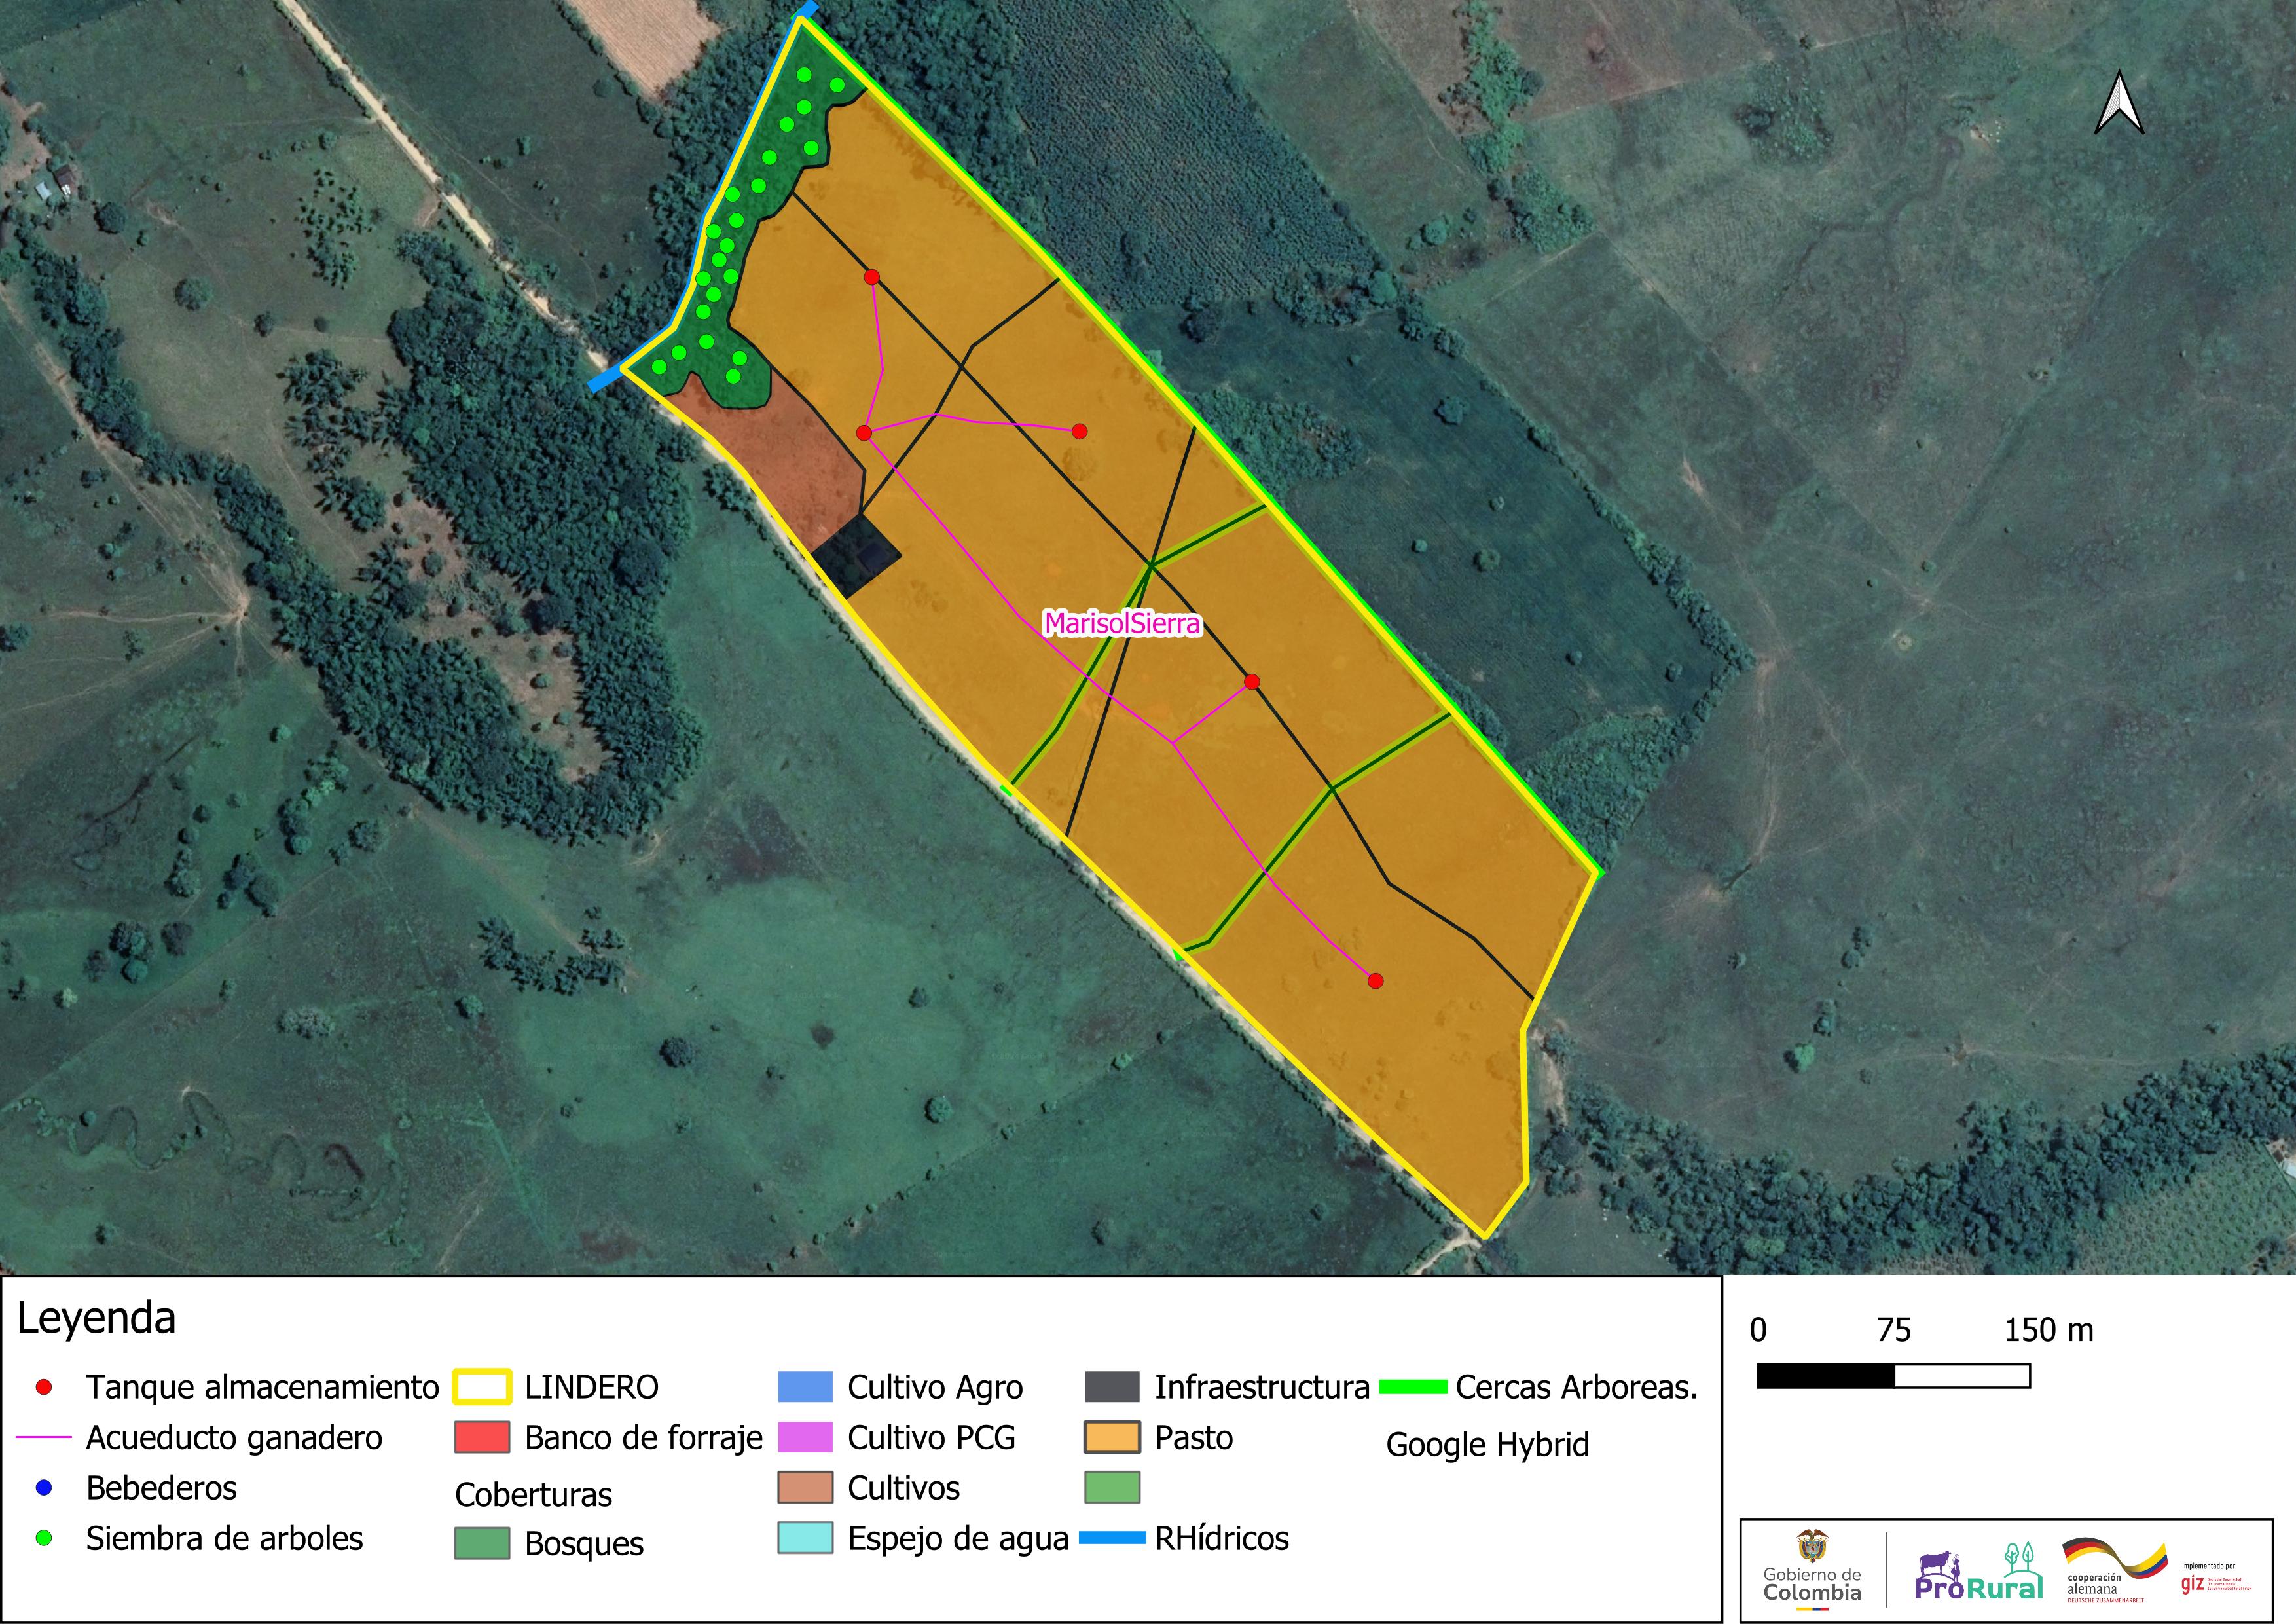 MarisolSierra
Leyenda
Tanque almacenamiento
Acueducto ganadero
Bebederos
Siembra de arboles
LINDERO
Banco de forraje
Coberturas
Bosques
Cultivo Agro
Cultivo PCG
Cultivos
Espejo de agua
Infraestructura
Pasto
RHídricos
Cercas Arboreas.
Google Hybrid
0 75 150 m
Gobierno de
Colombia
ProRural
cooperación
alemana
DEUTSCHE ZUSAMMENARBEIT
Implementado por
giz